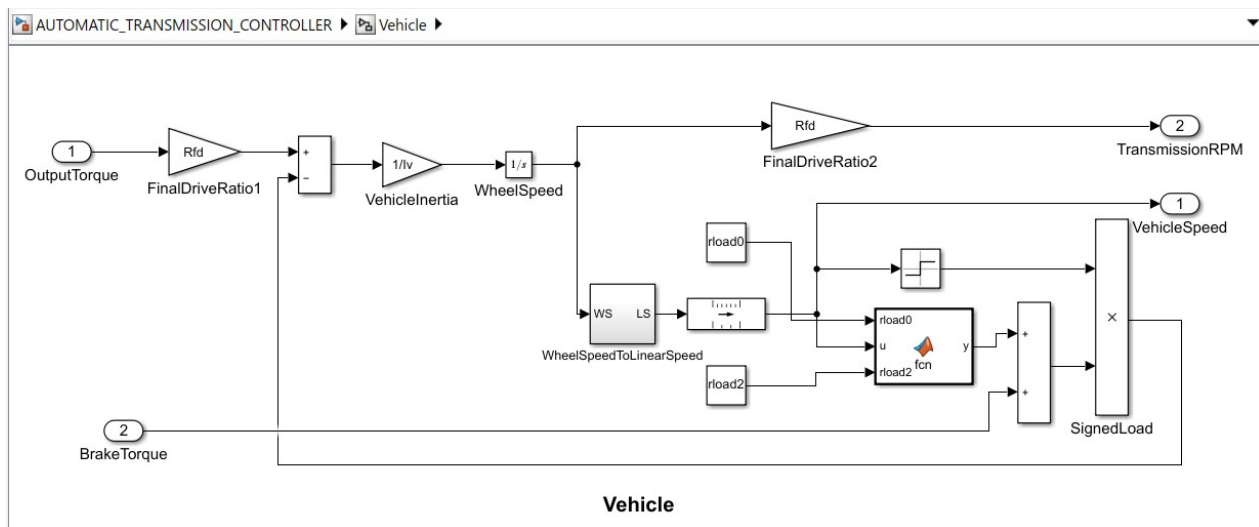 AUTOMATIC_TRANSMISSION_CONTROLLER Vehicle
1
OutputTorque
Rfd
FinalDriveRatio1
+
−
1/Iv
VehicleInertia
1/s
WheelSpeed
Rfd
FinalDriveRatio2
2
TransmissionRPM
1
VehicleSpeed
rload0
WS LS
WheelSpeedToLinearSpeed
rload0
u
rload2
y
fcn
rload2
+
+
×
SignedLoad
2
BrakeTorque
Vehicle